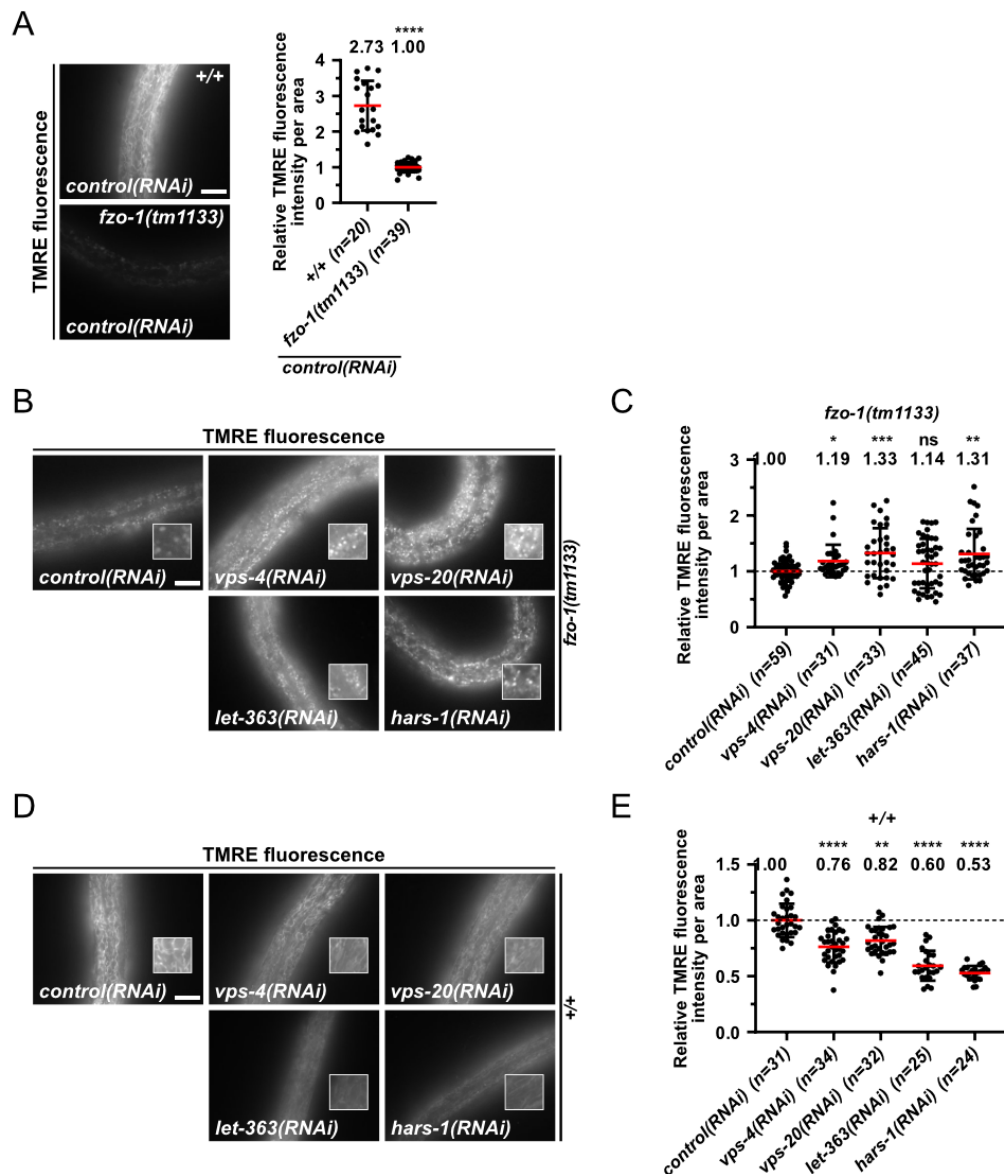 A
TMRE fluorescence
+/+
control(RNAi)
fzo-1(tm1133)
control(RNAi)
Relative TMRE fluorescence
intensity per area
****
2.73 1.00
4
3
2
1
0
+/+ (n=20)
fzo-1(tm1133) (n=39)
control(RNAi)
B
TMRE fluorescence
control(RNAi)
vps-4(RNAi)
vps-20(RNAi)
let-363(RNAi)
hars-1(RNAi)
fzo-1(tm1133)
C
fzo-1(tm1133)
* *** ns **
1.00 1.19 1.33 1.14 1.31
Relative TMRE fluorescence
intensity per area
3
2
1
0
control(RNAi) (n=59)
vps-4(RNAi) (n=31)
vps-20(RNAi) (n=33)
let-363(RNAi) (n=45)
hars-1(RNAi) (n=37)
D
TMRE fluorescence
control(RNAi)
vps-4(RNAi)
vps-20(RNAi)
let-363(RNAi)
hars-1(RNAi)
+/+
E
+/+
**** ** **** ****
1.00 0.76 0.82 0.60 0.53
Relative TMRE fluorescence
intensity per area
1.5
1.0
0.5
0.0
control(RNAi) (n=31)
vps-4(RNAi) (n=34)
vps-20(RNAi) (n=32)
let-363(RNAi) (n=25)
hars-1(RNAi) (n=24)